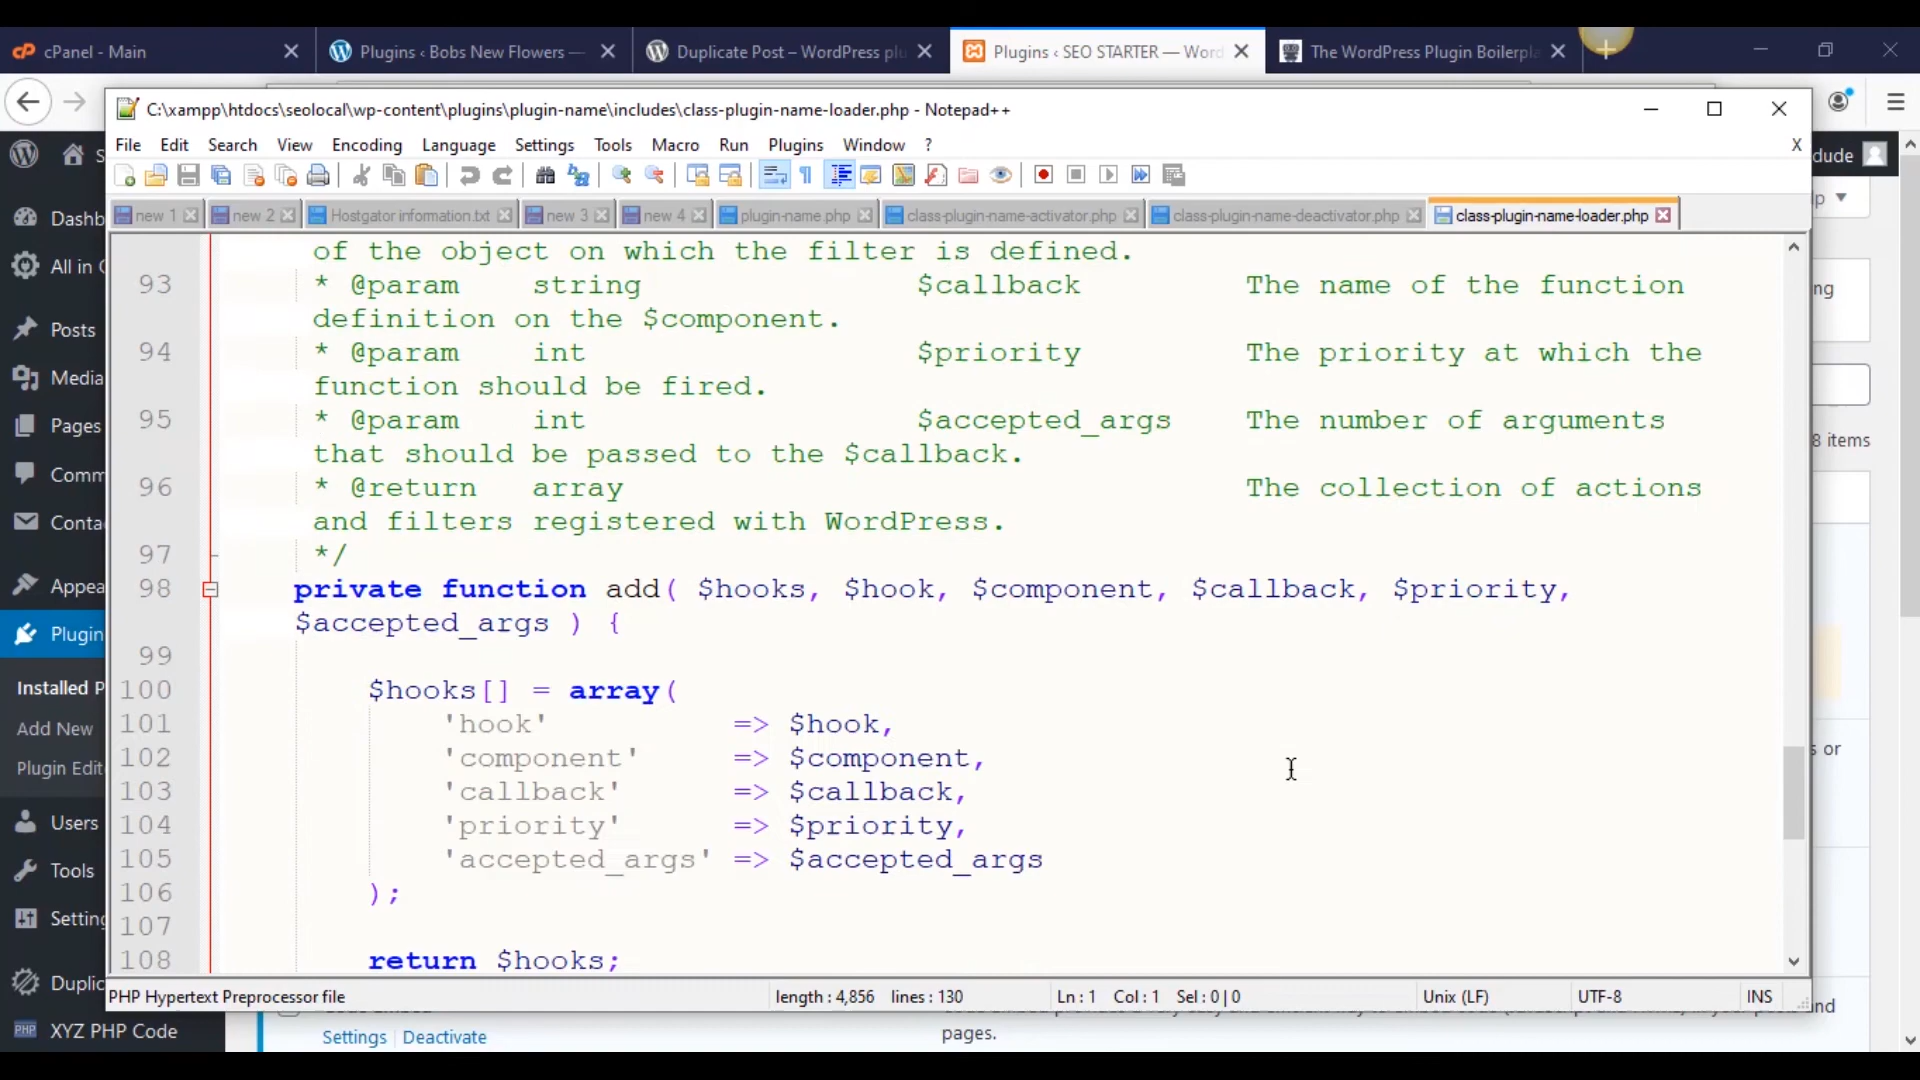 cPanel - Main
Plugins ‹ Bobs New Flowers —
Duplicate Post – WordPress plu
Plugins ‹ SEO STARTER — Word
The WordPress Plugin Boilerpla
C:\xampp\htdocs\seolocal\wp-content\plugins\plugin-name\includes\class-plugin-name-loader.php - Notepad++
File Edit Search View Encoding Language Settings Tools Macro Run Plugins Window ? X
new 1 new 2 Hostgator information.txt new 3 new 4 plugin-name.php class-plugin-name-activator.php class-plugin-name-deactivator.php class-plugin-name-loader.php
of the object on which the filter is defined.
93 * @param string $callback The name of the function
definition on the $component.
94 * @param int $priority The priority at which the
function should be fired.
95 * @param int $accepted_args The number of arguments
that should be passed to the $callback.
96 * @return array The collection of actions
and filters registered with WordPress.
97 */
98 private function add( $hooks, $hook, $component, $callback, $priority,
$accepted_args ) {
99
100 $hooks[] = array(
101 'hook' => $hook,
102 'component' => $component,
103 'callback' => $callback,
104 'priority' => $priority,
105 'accepted_args' => $accepted_args
106 );
107
108 return $hooks;
PHP Hypertext Preprocessor file length : 4,856 lines : 130 Ln : 1 Col : 1 Sel : 0 | 0 Unix (LF) UTF-8 INS
S
Dashb
All in O
Posts
Media
Pages
Comm
Conta
Appea
Plugin
Installed P
Add New
Plugin Edit
Users
Tools
Setting
Duplic
PHP XYZ PHP Code
dude
lp
ng
8 items
s or
nd
Settings | Deactivate
pages.